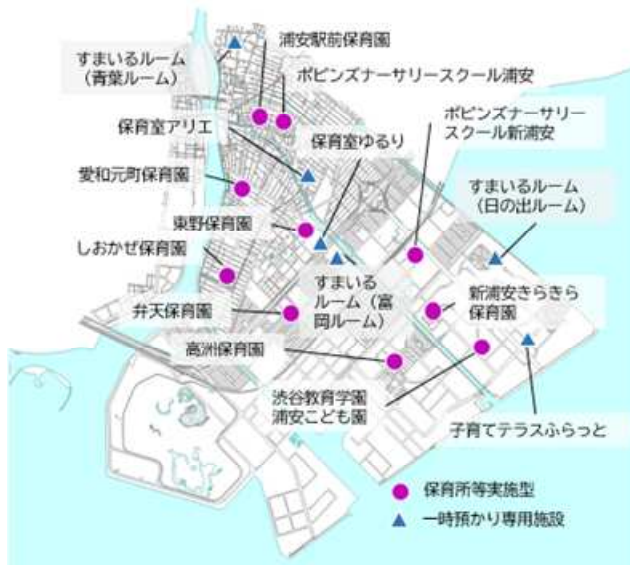 浦安駅前保育園
すまいるルーム
（青葉ルーム）
ポピンズナーサリースクール浦安
保育室アリエ
保育室ゆるり
ポピンズナーサリー
スクール新浦安
愛和元町保育園
すまいるルーム
（日の出ルーム）
東野保育園
しおかぜ保育園
すまいる
ルーム（富
岡ルーム）
新浦安きらきら
保育園
弁天保育園
高洲保育園
渋谷教育学園
浦安こども園
子育てテラスふらっと
保育所等実施型
一時預かり専用施設